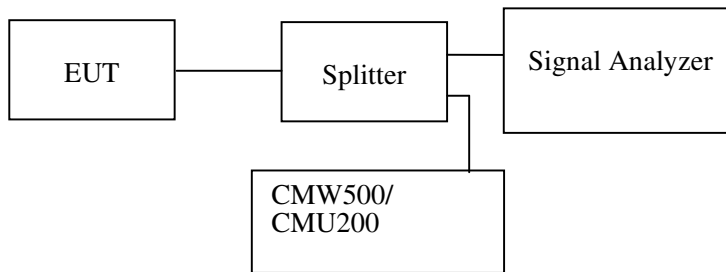 EUT
Splitter
Signal Analyzer
CMW500/
CMU200